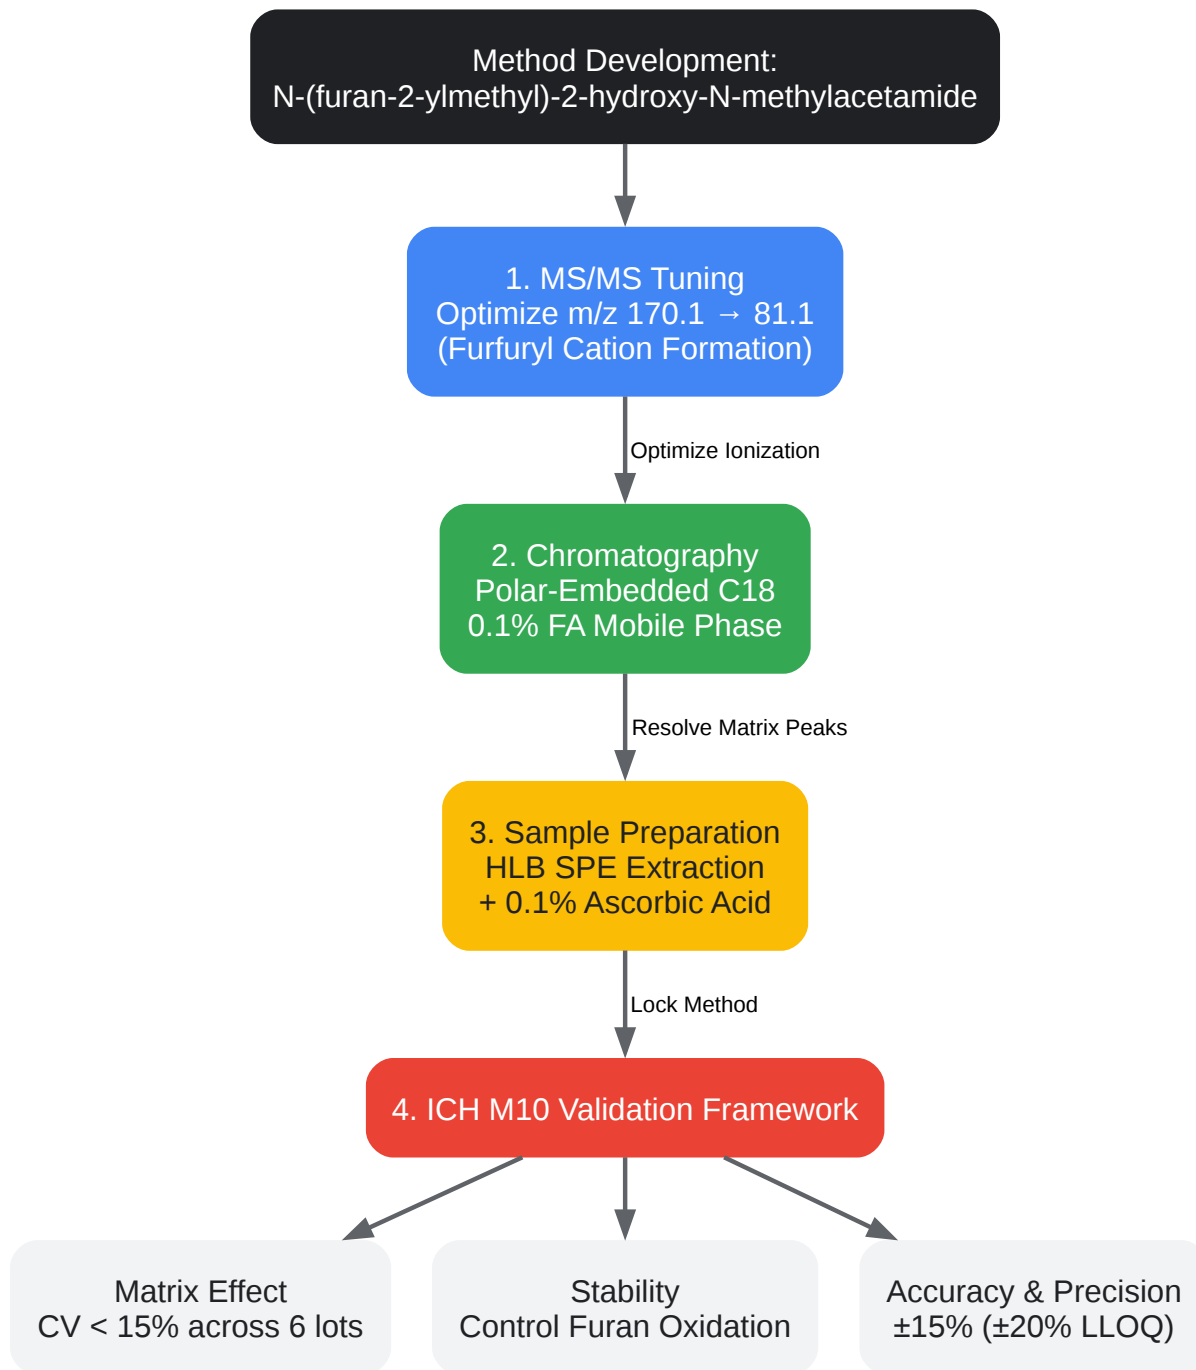 Method Development:
N-(furan-2-ylmethyl)-2-hydroxy-N-methylacetamide
1. MS/MS Tuning
Optimize m/z 170.1 → 81.1
(Furfuryl Cation Formation)
Optimize Ionization
2. Chromatography
Polar-Embedded C18
0.1% FA Mobile Phase
Resolve Matrix Peaks
3. Sample Preparation
HLB SPE Extraction
+ 0.1% Ascorbic Acid
Lock Method
4. ICH M10 Validation Framework
Matrix Effect
CV < 15% across 6 lots
Stability
Control Furan Oxidation
Accuracy & Precision
±15% (±20% LLOQ)